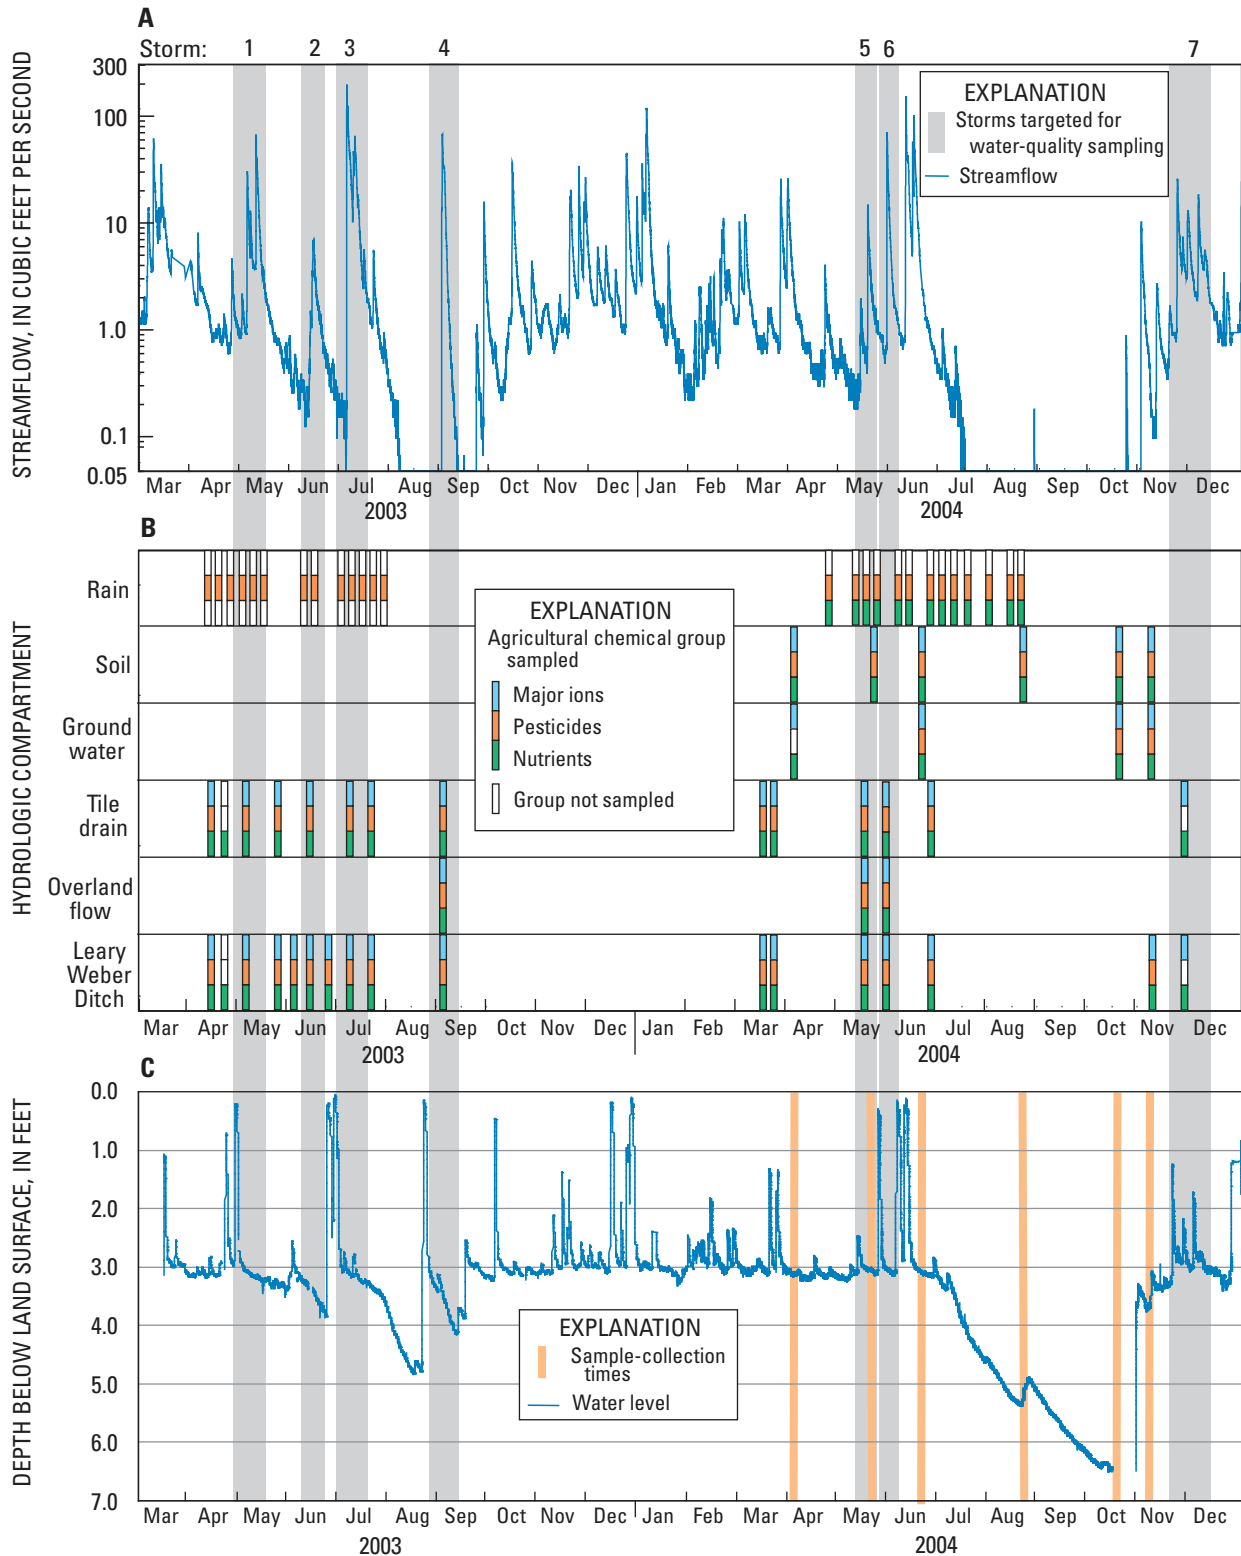 A
Storm: 1 2 3 4 5 6 7
STREAMFLOW, IN CUBIC FEET PER SECOND
300
100
10
1.0
0.1
0.05
EXPLANATION
Storms targeted for
water-quality sampling
Streamflow
Mar Apr May Jun Jul Aug Sep Oct Nov Dec Jan Feb Mar Apr May Jun Jul Aug Sep Oct Nov Dec
2003 2004
B
HYDROLOGIC COMPARTMENT
Rain
Soil
Ground
water
Tile
drain
Overland
flow
Leary
Weber
Ditch
EXPLANATION
Agricultural chemical group
sampled
Major ions
Pesticides
Nutrients
Group not sampled
Mar Apr May Jun Jul Aug Sep Oct Nov Dec Jan Feb Mar Apr May Jun Jul Aug Sep Oct Nov Dec
2003 2004
C
DEPTH BELOW LAND SURFACE, IN FEET
0.0
1.0
2.0
3.0
4.0
5.0
6.0
7.0
EXPLANATION
Sample-collection
times
Water level
Mar Apr May Jun Jul Aug Sep Oct Nov Dec Jan Feb Mar Apr May Jun Jul Aug Sep Oct Nov Dec
2003 2004